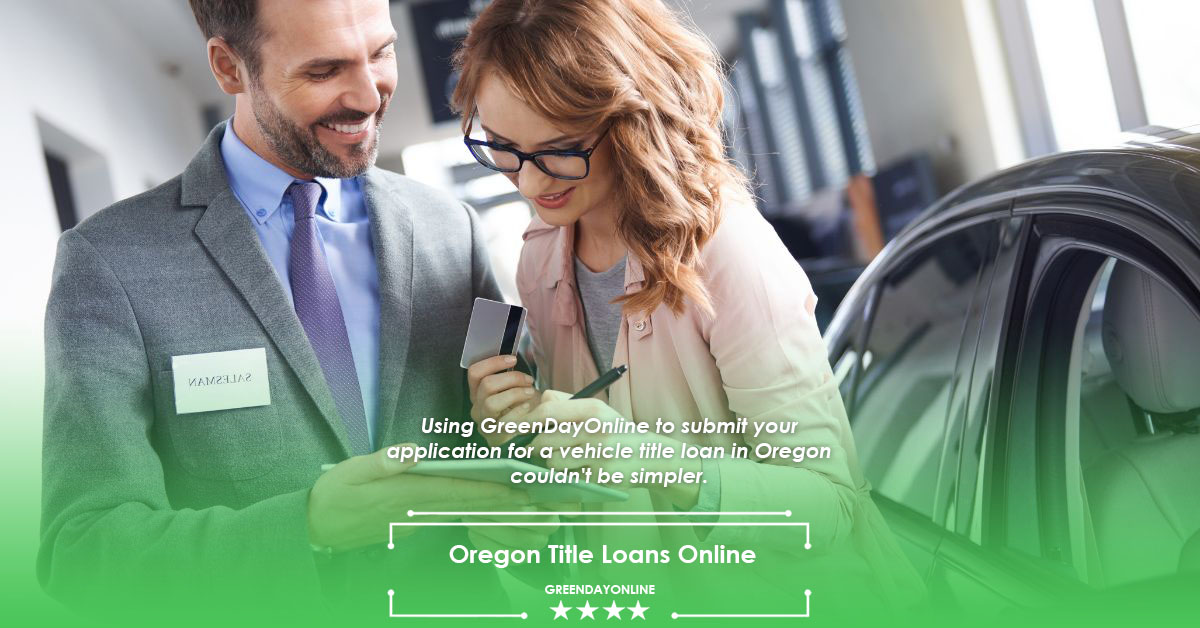 SALESMAN
Using GreenDayOnline to submit your
application for a vehicle title loan in Oregon
couldn't be simpler.
Oregon Title Loans Online
GREENDAYONLINE